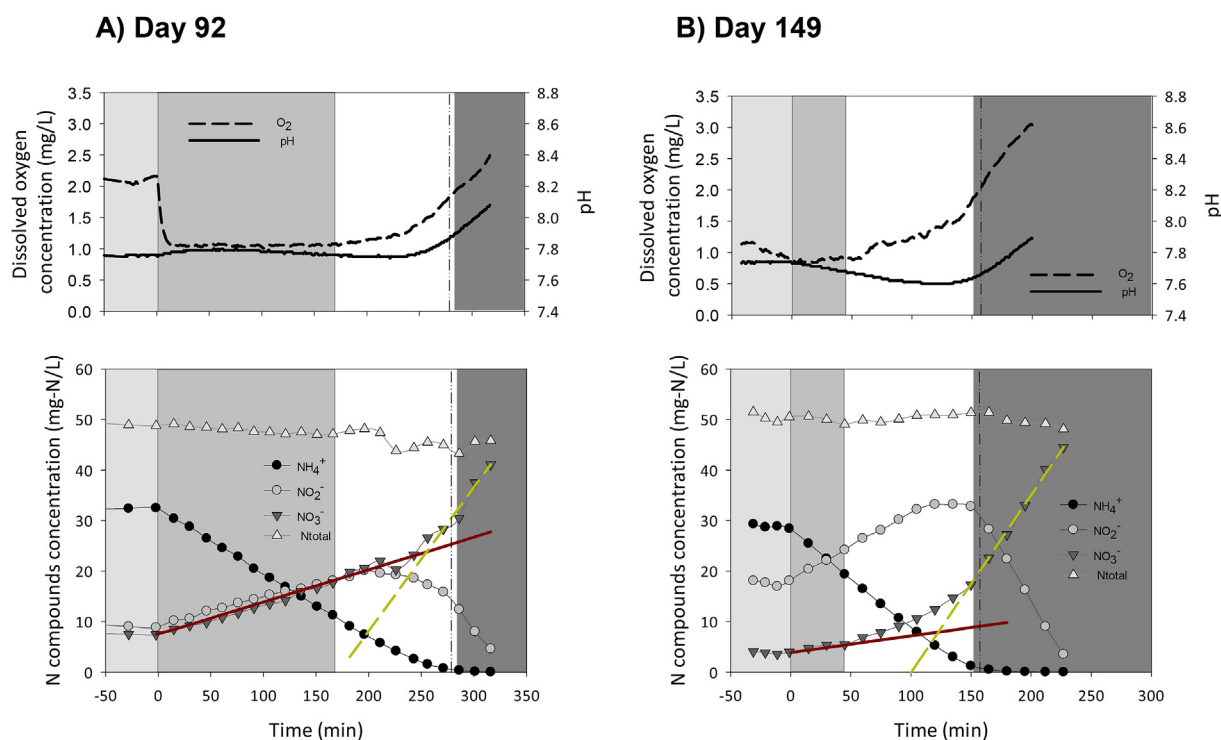 A) Day 92
B) Day 149
3.5
3.0
2.5
2.0
1.5
1.0
0.5
0.0
Dissolved oxygen
concentration (mg/L)
O2
pH
8.8
8.6
8.4
8.2
8.0
7.8
7.6
7.4
pH
3.5
3.0
2.5
2.0
1.5
1.0
0.5
0.0
Dissolved oxygen
concentration (mg/L)
O2
pH
8.8
8.6
8.4
8.2
8.0
7.8
7.6
7.4
pH
60
50
40
30
20
10
0
N compounds concentration (mg-N/L)
NH4+
NO2-
NO3-
Ntotal
-50 0 50 100 150 200 250 300 350
Time (min)
60
50
40
30
20
10
0
N compounds concentration (mg-N/L)
NH4+
NO2-
NO3-
Ntotal
-50 0 50 100 150 200 250 300
Time (min)